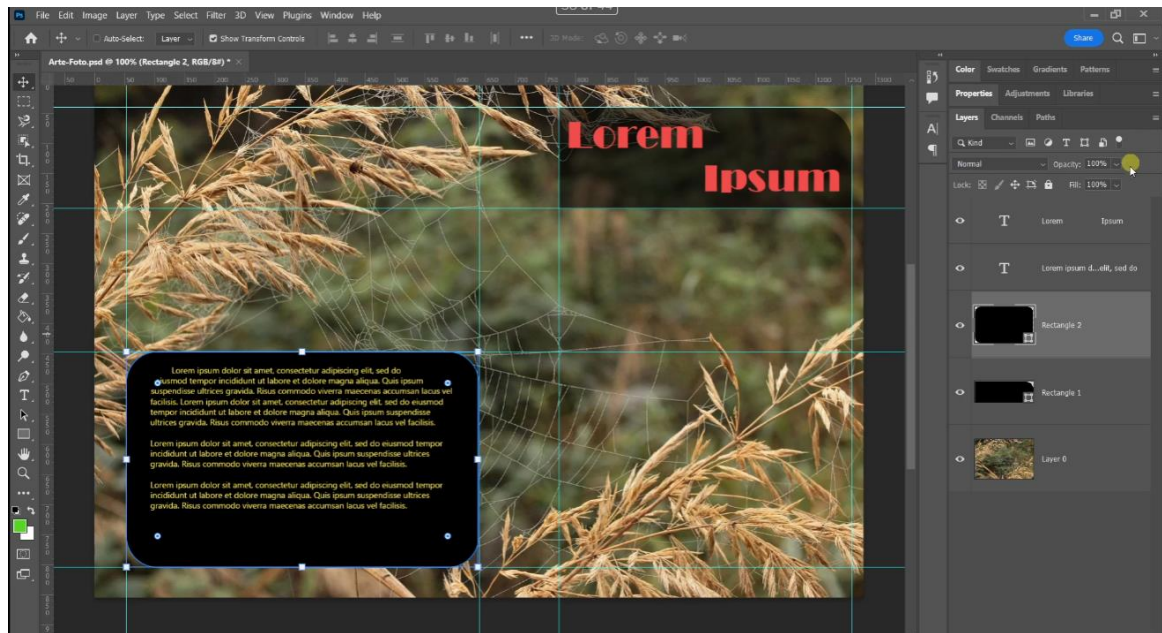 File Edit Image Layer Type Select Filter 3D View Plugins Window Help
Auto-Select: Layer Show Transform Controls 3D Mode: Share
Arte-Foto.psd @ 100% (Rectangle 2, RGB/8#) *
Color Swatches Gradients Patterns
Properties Adjustments Libraries
Layers Channels Paths
Kind
Normal Opacity: 100%
Lock: Fill: 100%
T Lorem Ipsum
T Lorem ipsum d...elit, sed do
Rectangle 2
Rectangle 1
Layer 0
Lorem
Ipsum
Lorem ipsum dolor sit amet, consectetur adipiscing elit, sed do
eiusmod tempor incididunt ut labore et dolore magna aliqua. Quis ipsum
suspendisse ultrices gravida. Risus commodo viverra maecenas accumsan lacus vel
facilisis. Lorem ipsum dolor sit amet, consectetur adipiscing elit, sed do eiusmod
tempor incididunt ut labore et dolore magna aliqua. Quis ipsum suspendisse
ultrices gravida. Risus commodo viverra maecenas accumsan lacus vel facilisis.
Lorem ipsum dolor sit amet, consectetur adipiscing elit, sed do eiusmod tempor
incididunt ut labore et dolore magna aliqua. Quis ipsum suspendisse ultrices
gravida. Risus commodo viverra maecenas accumsan lacus vel facilisis.
Lorem ipsum dolor sit amet, consectetur adipiscing elit, sed do eiusmod tempor
incididunt ut labore et dolore magna aliqua. Quis ipsum suspendisse ultrices
gravida. Risus commodo viverra maecenas accumsan lacus vel facilisis.